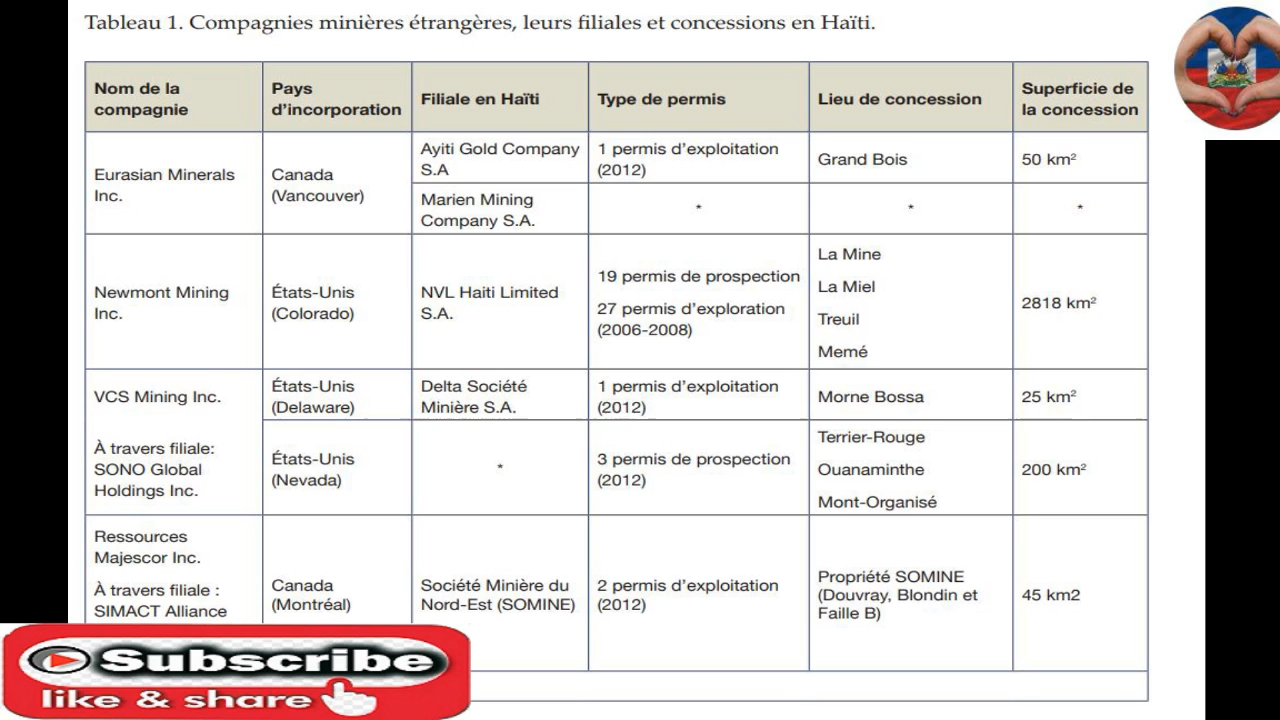 Tableau 1. Compagnies minières étrangères, leurs filiales et concessions en Haïti.
Nom de la
compagnie
Pays
d'incorporation
Filiale en Haïti
Type de permis
Lieu de concession
Superficie de
la concession
Eurasian Minerals
Inc.
Canada
(Vancouver)
Ayiti Gold Company
S.A
1 permis d'exploitation
(2012)
Grand Bois
50 km²
Marien Mining
Company S.A.
*
*
*
Newmont Mining
Inc.
États-Unis
(Colorado)
NVL Haiti Limited
S.A.
19 permis de prospection
27 permis d'exploration
(2006-2008)
La Mine
La Miel
Treuil
Memé
2818 km²
VCS Mining Inc.
États-Unis
(Delaware)
Delta Société
Minière S.A.
1 permis d'exploitation
(2012)
Morne Bossa
25 km²
À travers filiale:
SONO Global
Holdings Inc.
États-Unis
(Nevada)
*
3 permis de prospection
(2012)
Terrier-Rouge
Ouanaminthe
Mont-Organisé
200 km²
Ressources
Majescor Inc.
À travers filiale :
SIMACT Alliance
Canada
(Montréal)
Société Minière du
Nord-Est (SOMINE)
2 permis d'exploitation
(2012)
Propriété SOMINE
(Douvray, Blondin et
Faille B)
45 km2
Subscribe
like & share